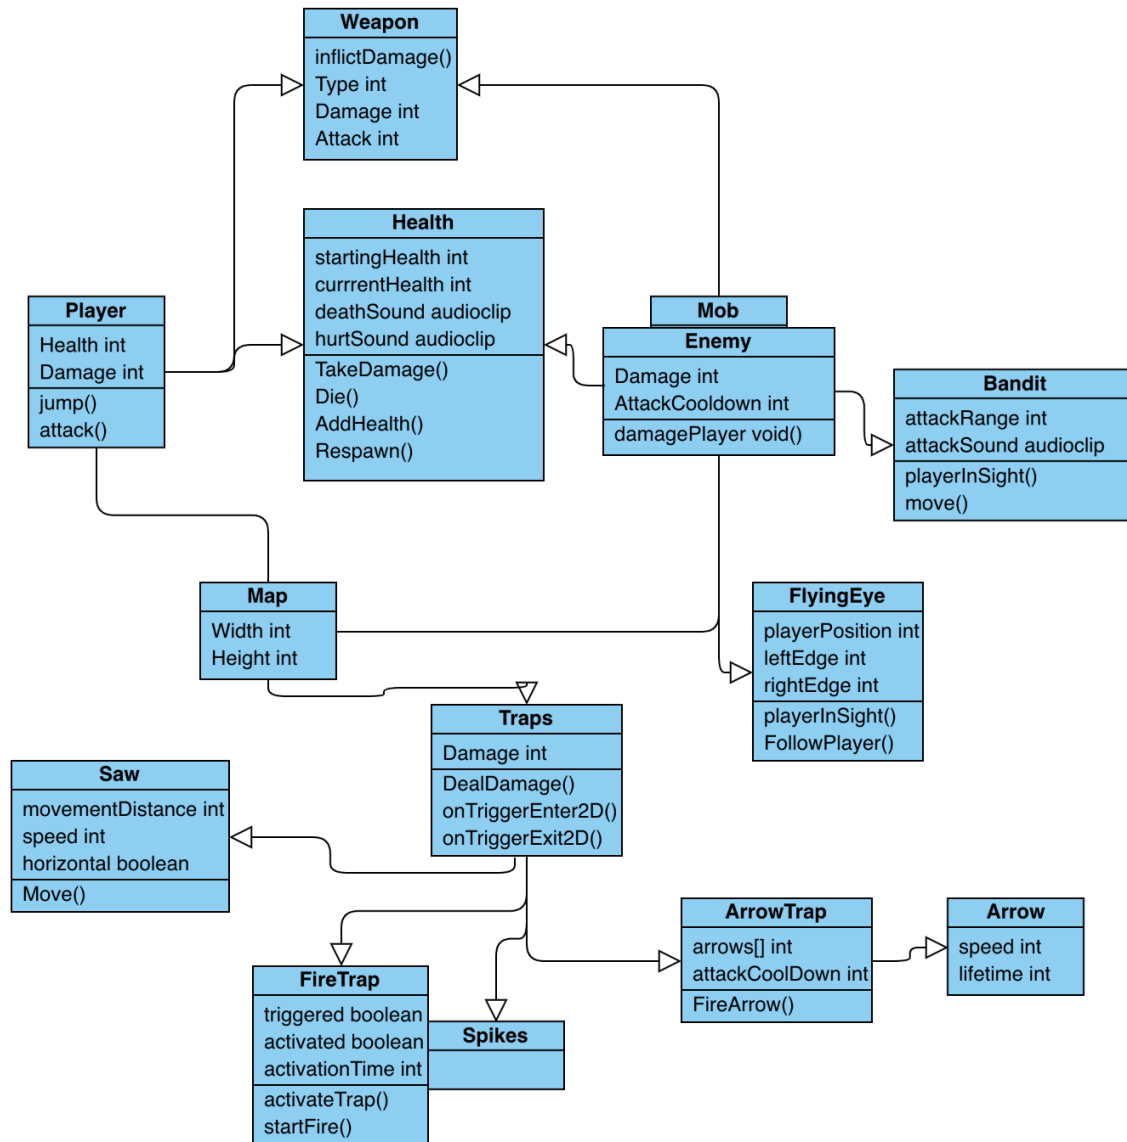 Weapon
inflictDamage()
Type int
Damage int
Attack int
Health
startingHealth int
currrentHealth int
deathSound audioclip
hurtSound audioclip
TakeDamage()
Die()
AddHealth()
Respawn()
Player
Health int
Damage int
jump()
attack()
Mob
Enemy
Damage int
AttackCooldown int
damagePlayer void()
Bandit
attackRange int
attackSound audioclip
playerInSight()
move()
Map
Width int
Height int
FlyingEye
playerPosition int
leftEdge int
rightEdge int
playerInSight()
FollowPlayer()
Traps
Damage int
DealDamage()
onTriggerEnter2D()
onTriggerExit2D()
Saw
movementDistance int
speed int
horizontal boolean
Move()
ArrowTrap
arrows[] int
attackCoolDown int
FireArrow()
Arrow
speed int
lifetime int
FireTrap
triggered boolean
activated boolean
activationTime int
activateTrap()
startFire()
Spikes